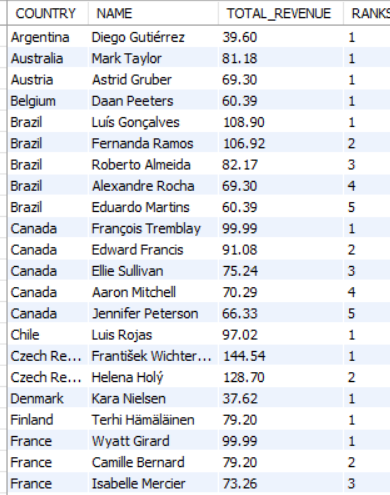 COUNTRY NAME TOTAL_REVENUE RANKS
Argentina Diego Gutiérrez 39.60 1
Australia Mark Taylor 81.18 1
Austria Astrid Gruber 69.30 1
Belgium Daan Peeters 60.39 1
Brazil Luís Gonçalves 108.90 1
Brazil Fernanda Ramos 106.92 2
Brazil Roberto Almeida 82.17 3
Brazil Alexandre Rocha 69.30 4
Brazil Eduardo Martins 60.39 5
Canada François Tremblay 99.99 1
Canada Edward Francis 91.08 2
Canada Ellie Sullivan 75.24 3
Canada Aaron Mitchell 70.29 4
Canada Jennifer Peterson 66.33 5
Chile Luis Rojas 97.02 1
Czech Re... František Wichter... 144.54 1
Czech Re... Helena Holý 128.70 2
Denmark Kara Nielsen 37.62 1
Finland Terhi Hämäläinen 79.20 1
France Wyatt Girard 99.99 1
France Camille Bernard 79.20 2
France Isabelle Mercier 73.26 3